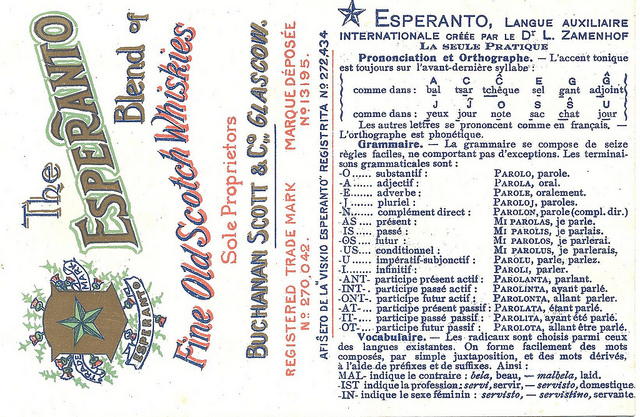 The
ESPERANTO
Blend of
Fine Old Scotch Whiskies
Sole Proprietors
BUCHANAN SCOTT & Co., GLASGOW.
REGISTERED TRADE MARK MARQUE DÉPOSÉE
No. 270,042. No 13195.
AFIŜETO DE LA "VISKIO ESPERANTO" REGISTRITA No 272,434
TRADE MARK
ESPERANTO
ESPERANTO, LANGUE AUXILIAIRE
INTERNATIONALE CRÉÉE PAR LE Dr L. ZAMENHOF
LA SEULE PRATIQUE
Prononciation et Orthographe. — L'accent tonique
est toujours sur l'avant-dernière syllabe :
A C Ĉ E G Ĝ
comme dans : bal tsar tchèque sel gant adjoint
J Ĵ O S Ŝ U
comme dans : yeux jour note sac chat jour
Les autres lettres se prononcent comme en français. —
L'orthographe est phonétique.
Grammaire. — La grammaire se compose de seize
règles faciles, ne comportant pas d'exceptions. Les terminai-
sons grammaticales sont :
-O ...... substantif : PAROLO, parole.
-A ...... adjectif : PAROLA, oral.
-E ...... adverbe : PAROLE, oralement.
-J ...... pluriel : PAROLOJ, paroles.
-N....... complément direct : PAROLON, parole (compl. dir.)
-AS .... présent : MI PAROLAS, je parle.
-IS ..... passé : MI PAROLIS, je parlais.
-OS .... futur : MI PAROLOS, je parlerai.
-US..... conditionnel : MI PAROLUS, je parlerais,
-U ...... impératif-subjonctif : PAROLU, parle, parlez.
-I........ infinitif : PAROLI, parler.
-ANT- participe présent actif : PAROLANTA, parlant.
-INT-. participe passé actif : PAROLINTA, ayant parlé.
-ONT-. participe futur actif : PAROLONTA, allant parler.
-AT.... participe présent passif : PAROLATA, étant parlé.
-IT..... participe passé passif : PAROLITA, ayant été parlé.
-OT.... participe futur passif : PAROLOTA, allant être parlé.
Vocabulaire. — Les radicaux sont choisis parmi ceux
des langues existantes. On forme facilement des mots
composés, par simple juxtaposition, et des mots dérivés,
à l'aide de préfixes et de suffixes. Ainsi :
MAL- indique le contraire : bela, beau, — malbela, laid.
-IST indique la profession : servi, servir, — servisto, domestique.
-IN- indique le sexe féminin : servisto, — servistino, servante.